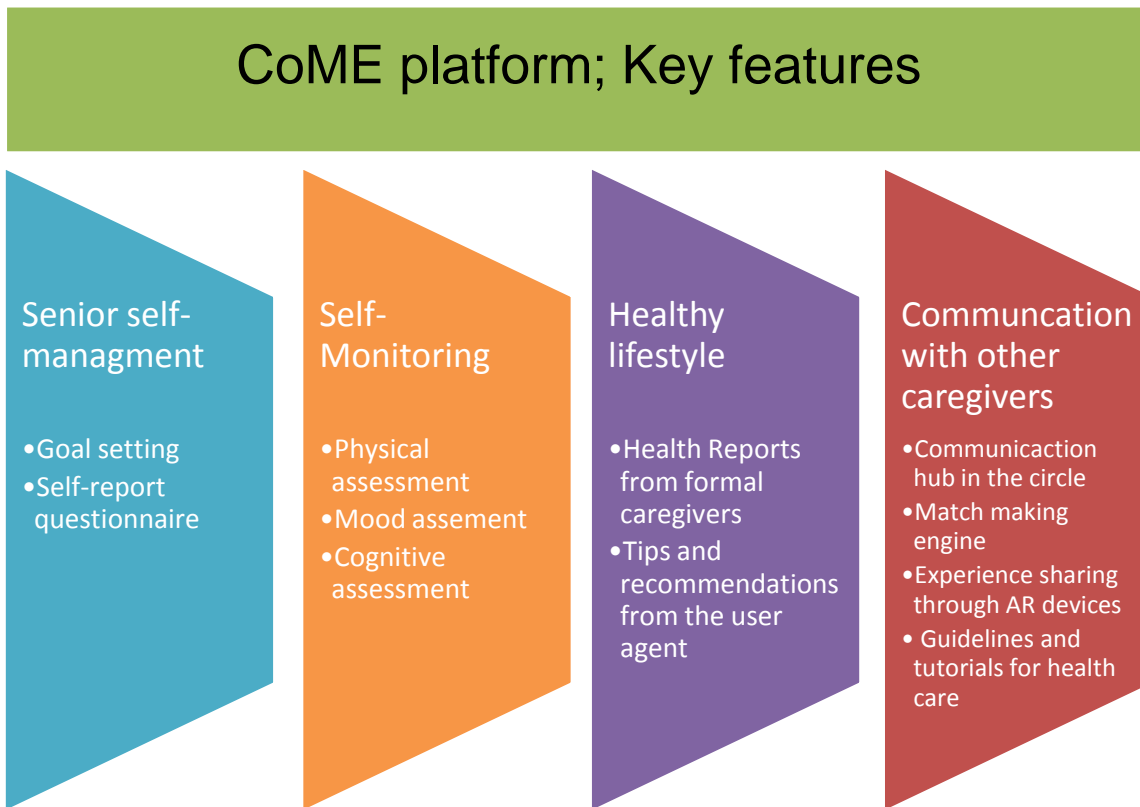 CoME platform; Key features
Senior self-
managment
•Goal setting
•Self-report
questionnaire
Self-
Monitoring
•Physical
assessment
•Mood assement
•Cognitive
assessment
Healthy
lifestyle
•Health Reports
from formal
caregivers
•Tips and
recommendations
from the user
agent
Communcation
with other
caregivers
•Communicaction
hub in the circle
•Match making
engine
•Experience sharing
through AR devices
• Guidelines and
tutorials for health
care